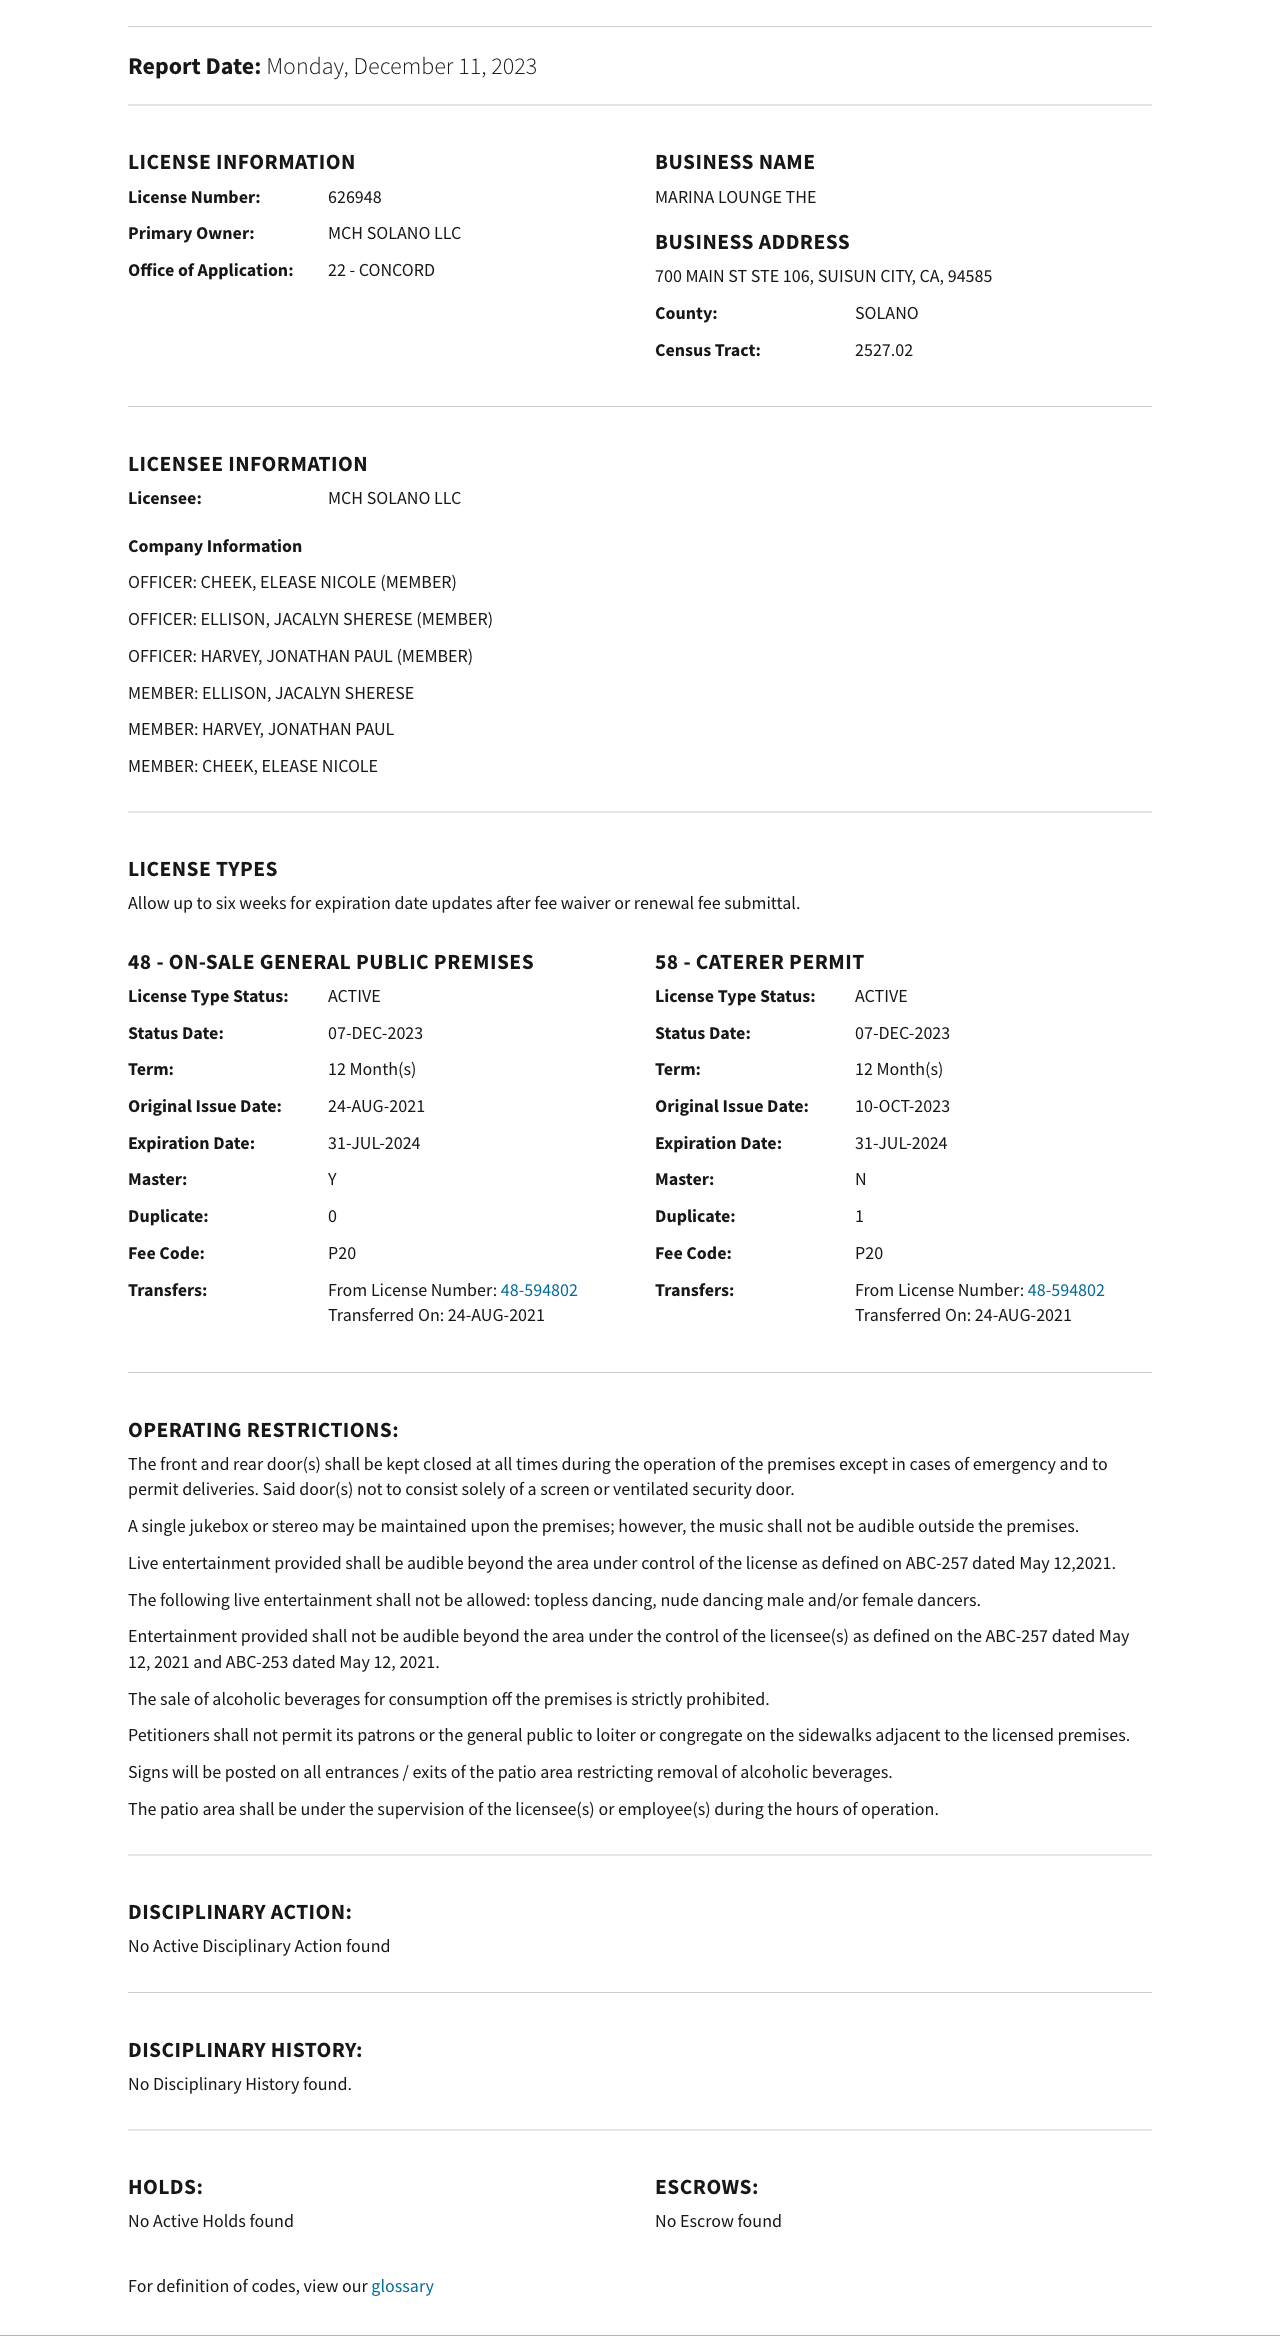 Report Date: Monday, December 11, 2023
LICENSE INFORMATION
License Number: 626948
Primary Owner: MCH SOLANO LLC
Office of Application: 22 - CONCORD
BUSINESS NAME
MARINA LOUNGE THE
BUSINESS ADDRESS
700 MAIN ST STE 106, SUISUN CITY, CA, 94585
County: SOLANO
Census Tract: 2527.02
LICENSEE INFORMATION
Licensee: MCH SOLANO LLC
Company Information
OFFICER: CHEEK, ELEASE NICOLE (MEMBER)
OFFICER: ELLISON, JACALYN SHERESE (MEMBER)
OFFICER: HARVEY, JONATHAN PAUL (MEMBER)
MEMBER: ELLISON, JACALYN SHERESE
MEMBER: HARVEY, JONATHAN PAUL
MEMBER: CHEEK, ELEASE NICOLE
LICENSE TYPES
Allow up to six weeks for expiration date updates after fee waiver or renewal fee submittal.
48 - ON-SALE GENERAL PUBLIC PREMISES
License Type Status: ACTIVE
Status Date: 07-DEC-2023
Term: 12 Month(s)
Original Issue Date: 24-AUG-2021
Expiration Date: 31-JUL-2024
Master: Y
Duplicate: 0
Fee Code: P20
Transfers: From License Number: 48-594802
Transferred On: 24-AUG-2021
58 - CATERER PERMIT
License Type Status: ACTIVE
Status Date: 07-DEC-2023
Term: 12 Month(s)
Original Issue Date: 10-OCT-2023
Expiration Date: 31-JUL-2024
Master: N
Duplicate: 1
Fee Code: P20
Transfers: From License Number: 48-594802
Transferred On: 24-AUG-2021
OPERATING RESTRICTIONS:
The front and rear door(s) shall be kept closed at all times during the operation of the premises except in cases of emergency and to
permit deliveries. Said door(s) not to consist solely of a screen or ventilated security door.
A single jukebox or stereo may be maintained upon the premises; however, the music shall not be audible outside the premises.
Live entertainment provided shall be audible beyond the area under control of the license as defined on ABC-257 dated May 12,2021.
The following live entertainment shall not be allowed: topless dancing, nude dancing male and/or female dancers.
Entertainment provided shall not be audible beyond the area under the control of the licensee(s) as defined on the ABC-257 dated May
12, 2021 and ABC-253 dated May 12, 2021.
The sale of alcoholic beverages for consumption off the premises is strictly prohibited.
Petitioners shall not permit its patrons or the general public to loiter or congregate on the sidewalks adjacent to the licensed premises.
Signs will be posted on all entrances / exits of the patio area restricting removal of alcoholic beverages.
The patio area shall be under the supervision of the licensee(s) or employee(s) during the hours of operation.
DISCIPLINARY ACTION:
No Active Disciplinary Action found
DISCIPLINARY HISTORY:
No Disciplinary History found.
HOLDS:
No Active Holds found
ESCROWS:
No Escrow found
For definition of codes, view our glossary